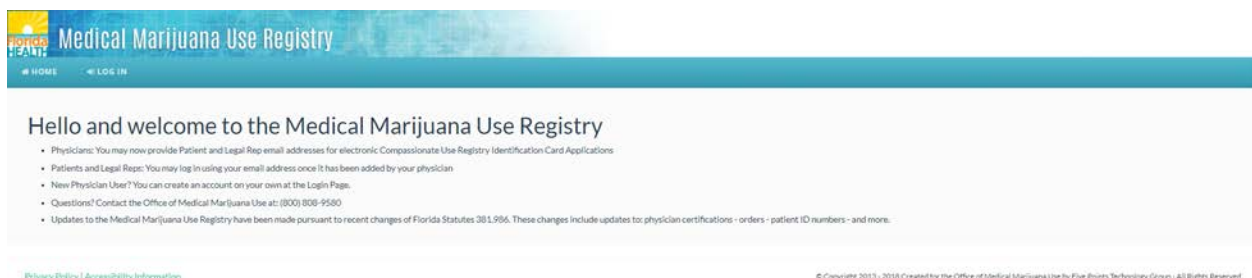 Florida
HEALTH
Medical Marijuana Use Registry
HOME LOG IN
Hello and welcome to the Medical Marijuana Use Registry
• Physicians: You may now provide Patient and Legal Rep email addresses for electronic Compassionate Use Registry Identification Card Applications
• Patients and Legal Reps: You may log in using your email address once it has been added by your physician
• New Physician User? You can create an account on your own at the Login Page.
• Questions? Contact the Office of Medical Marijuana Use at: (800) 808-9580
• Updates to the Medical Marijuana Use Registry have been made pursuant to recent changes of Florida Statutes 381.986. These changes include updates to: physician certifications - orders - patient ID numbers - and more.
Privacy Policy | Accessibility Information
© Copyright 2013 - 2018 Created for the Office of Medical Marijuana Use by Five Points Technology Group - All Rights Reserved